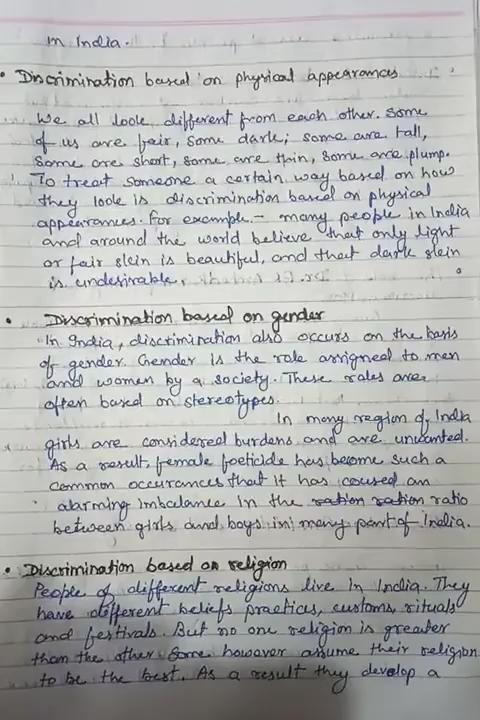 in India.
• Discrimination based on physical appearances
We all look different from each other. Some
of us are fair, some dark; some are tall,
some are short, some are thin, some are plump.
To treat someone a certain way based on how
they look is discrimination based on physical
appearances. For example - many people in India
and around the world believe that only light
or fair skin is beautiful, and that dark skin
is undesirable.
• Discrimination based on gender
In India, discrimination also occurs on the basis
of gender. Gender is the role assigned to men
and women by a society. These roles are
often based on stereotypes.
In many region of India
girls are considered burdens and are unwanted.
As a result, female foeticide has become such a
common occurances that it has caused an
alarming imbalance in the ration ration ratio
between girls and boys in many part of India.
• Discrimination based on religion
People of different religions live in India. They
have different beliefs practices, customs, rituals
and festivals. But no one religion is greater
than the other some however assume their religion
to be the best. As a result they develop a